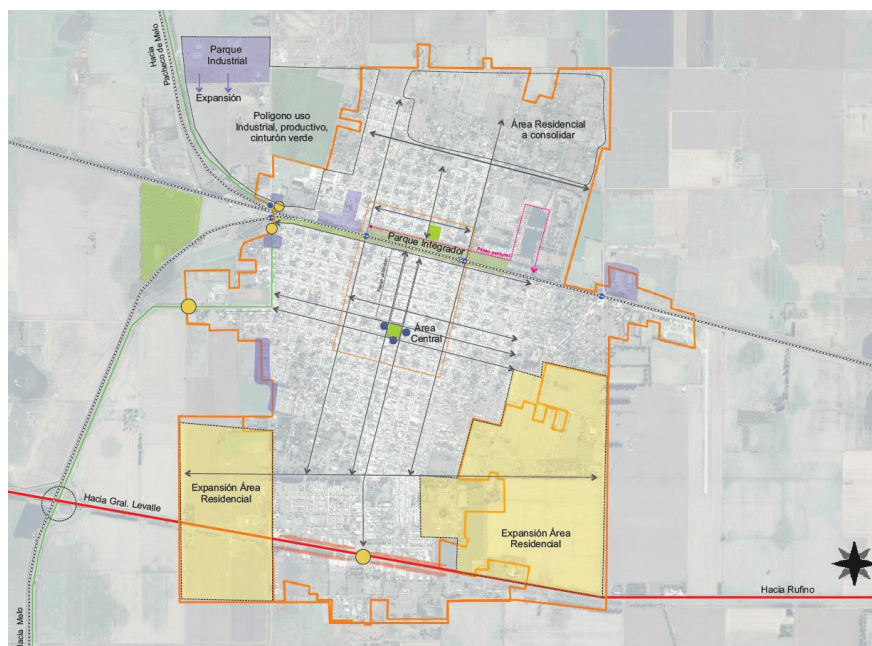 Hacia
Pacheco de Melo
Parque
Industrial
Expansión
Polígono uso
Industrial, productivo,
cinturón verde
Área Residencial
a consolidar
Parque Integrador
Área
Central
Expansión Área
Residencial
Hacia Gral. Levalle
Expansión Área
Residencial
Hacia Rufino
Hacia Melo